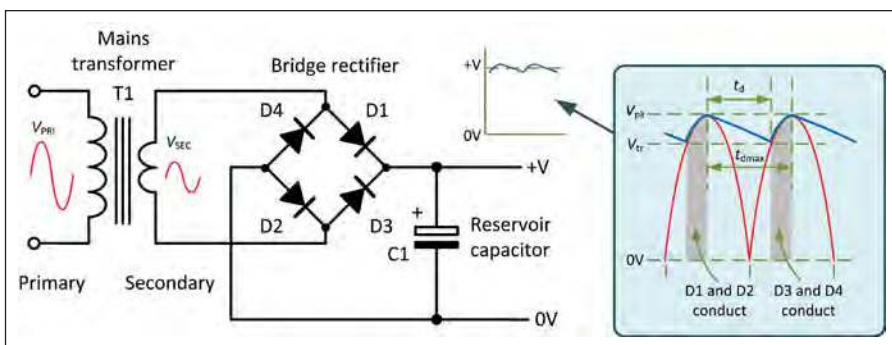 Mains
transformer
T1
Bridge rectifier
D4
D1
D2
D3
VPRI
VSEC
Primary
Secondary
+V
0V
+
C1
Reservoir
capacitor
+V
0V
td
Vpk
Vtr
tdmax
0V
D1 and D2
conduct
D3 and D4
conduct